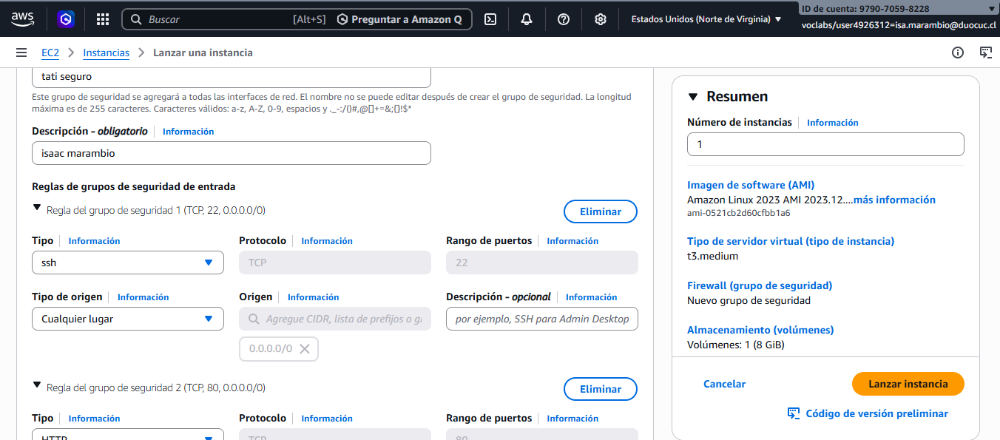 aws
Buscar [Alt+S] Preguntar a Amazon Q
Estados Unidos (Norte de Virginia)
ID de cuenta: 9790-7059-8228
voclabs/user4926312=isa.marambio@duocuc.cl
EC2 Instancias Lanzar una instancia
tati seguro
Este grupo de seguridad se agregará a todas las interfaces de red. El nombre no se puede editar después de crear el grupo de seguridad. La longitud
máxima es de 255 caracteres. Caracteres válidos: a-z, A-Z, 0-9, espacios y ._-:/()#,@[]+=&;{}!$*
Descripción - obligatorio Información
isaac marambio
Reglas de grupos de seguridad de entrada
Regla del grupo de seguridad 1 (TCP, 22, 0.0.0.0/0)
Eliminar
Tipo Información
Protocolo Información
Rango de puertos Información
ssh
TCP
22
Tipo de origen Información
Origen Información
Descripción - opcional Información
Cualquier lugar
Agregue CIDR, lista de prefijos o
por ejemplo, SSH para Admin Desktop
0.0.0.0/0
Regla del grupo de seguridad 2 (TCP, 80, 0.0.0.0/0)
Eliminar
Tipo Información
Protocolo Información
Rango de puertos Información
HTTP
TCP
80
Resumen
Número de instancias Información
1
Imagen de software (AMI)
Amazon Linux 2023 AMI 2023.12....más información
ami-0521cb2d60cfbb1a6
Tipo de servidor virtual (tipo de instancia)
t3.medium
Firewall (grupo de seguridad)
Nuevo grupo de seguridad
Almacenamiento (volúmenes)
Volúmenes: 1 (8 GiB)
Cancelar
Lanzar instancia
Código de versión preliminar